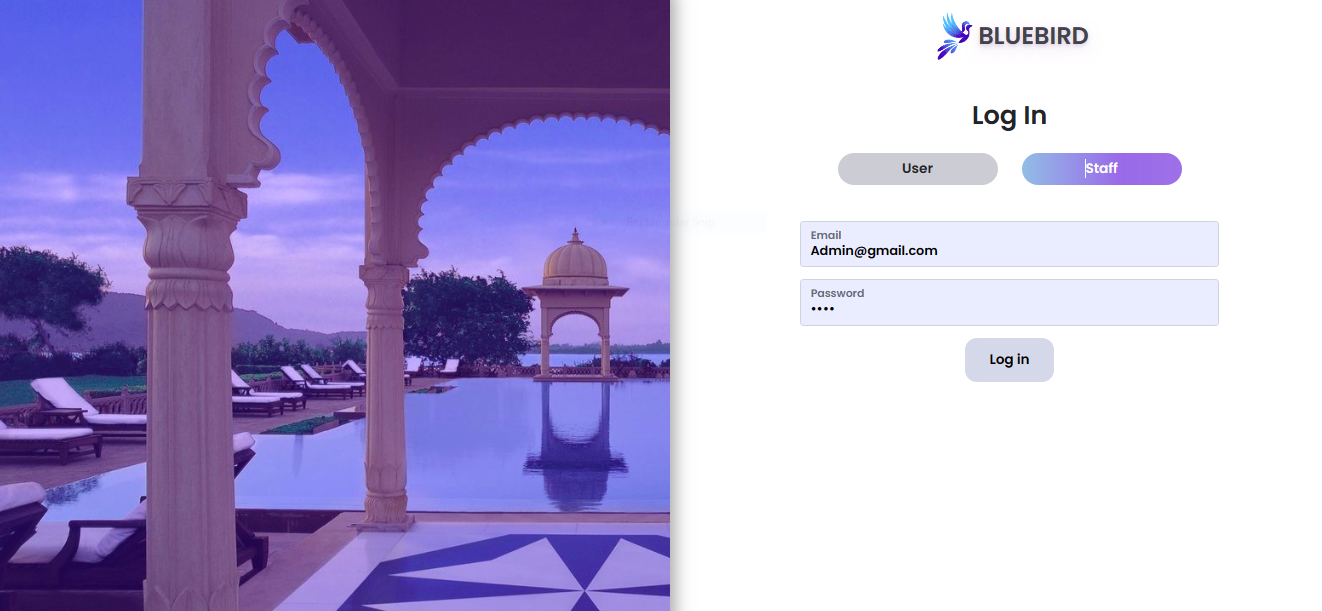 BLUEBIRD
Log In
User
Staff
Email
Admin@gmail.com
Password
••••
Log in